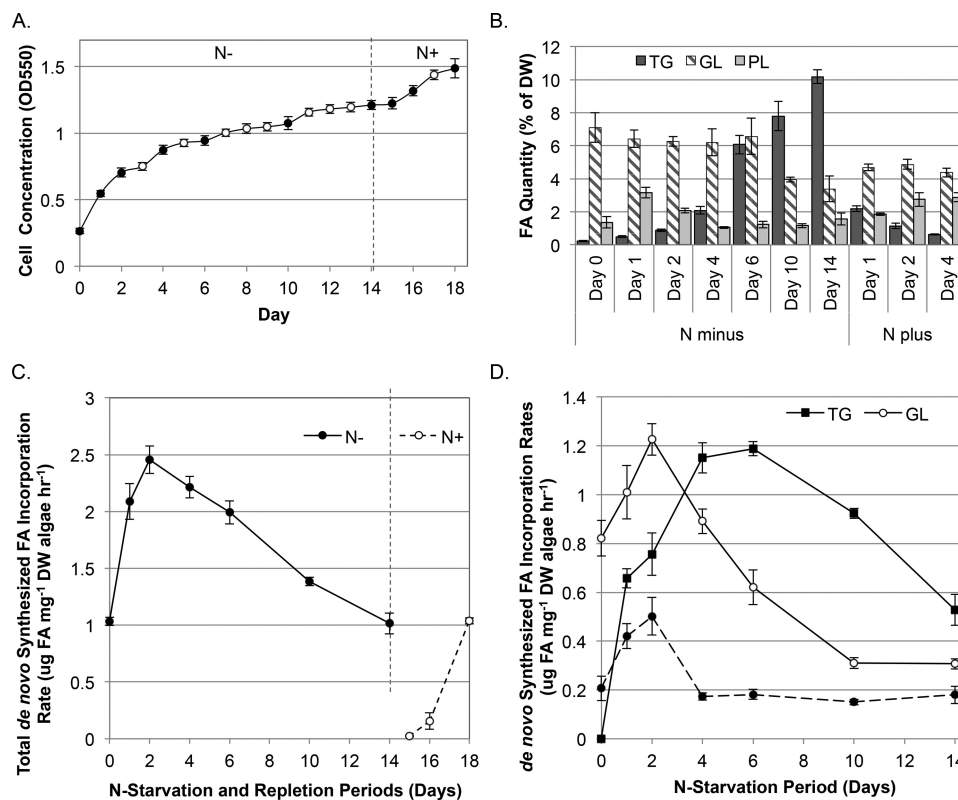 A.
N-
N+
Cell Concentration (OD550)
1.5
1
0.5
0
0 2 4 6 8 10 12 14 16 18
Day
B.
TG GL PL
FA Quantity (% of DW)
12
10
8
6
4
2
0
Day 0
Day 1
Day 2
Day 4
Day 6
Day 10
Day 14
Day 1
Day 2
Day 4
N minus
N plus
C.
N-
N+
Total de novo Synthesized FA Incorporation
Rate (ug FA mg⁻¹ DW algae hr⁻¹)
3
2.5
2
1.5
1
0.5
0
0 2 4 6 8 10 12 14 16 18
N-Starvation and Repletion Periods (Days)
D.
TG GL
de novo Synthesized FA Incorporation Rates
(ug FA mg⁻¹ DW algae hr⁻¹)
1.4
1.2
1
0.8
0.6
0.4
0.2
0
0 2 4 6 8 10 12 14
N-Starvation Period (Days)